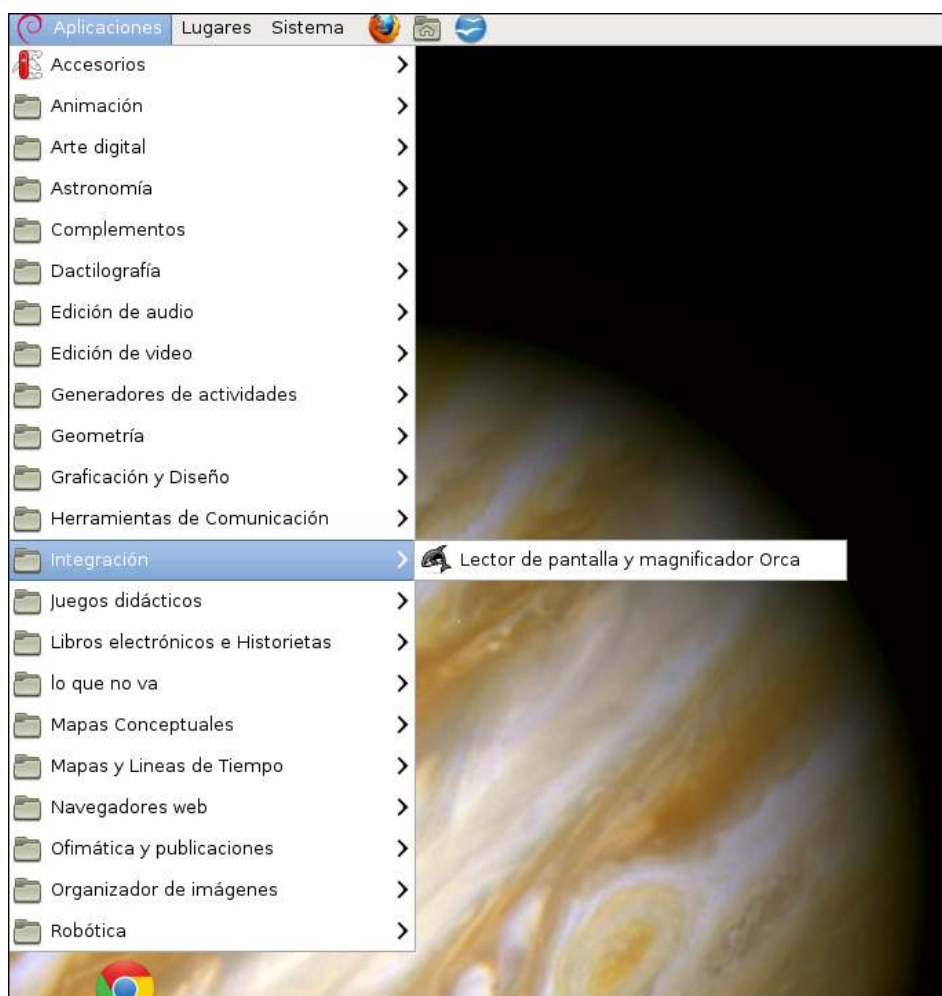 Aplicaciones Lugares Sistema
Accesorios
Animación
Arte digital
Astronomía
Complementos
Dactilografía
Edición de audio
Edición de video
Generadores de actividades
Geometría
Graficación y Diseño
Herramientas de Comunicación
Integración
Lector de pantalla y magnificador Orca
Juegos didácticos
Libros electrónicos e Historietas
lo que no va
Mapas Conceptuales
Mapas y Lineas de Tiempo
Navegadores web
Ofimática y publicaciones
Organizador de imágenes
Robótica